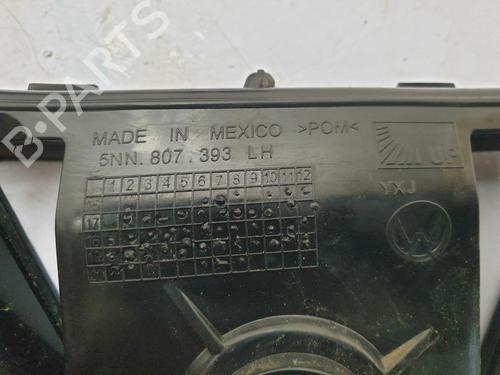 B-PARTS
MADE IN MEXICO >POM<
5NN. 807. 393 LH
UP
YXJ
1 2 3 4 5 6 7 8 9 10 11 12
17